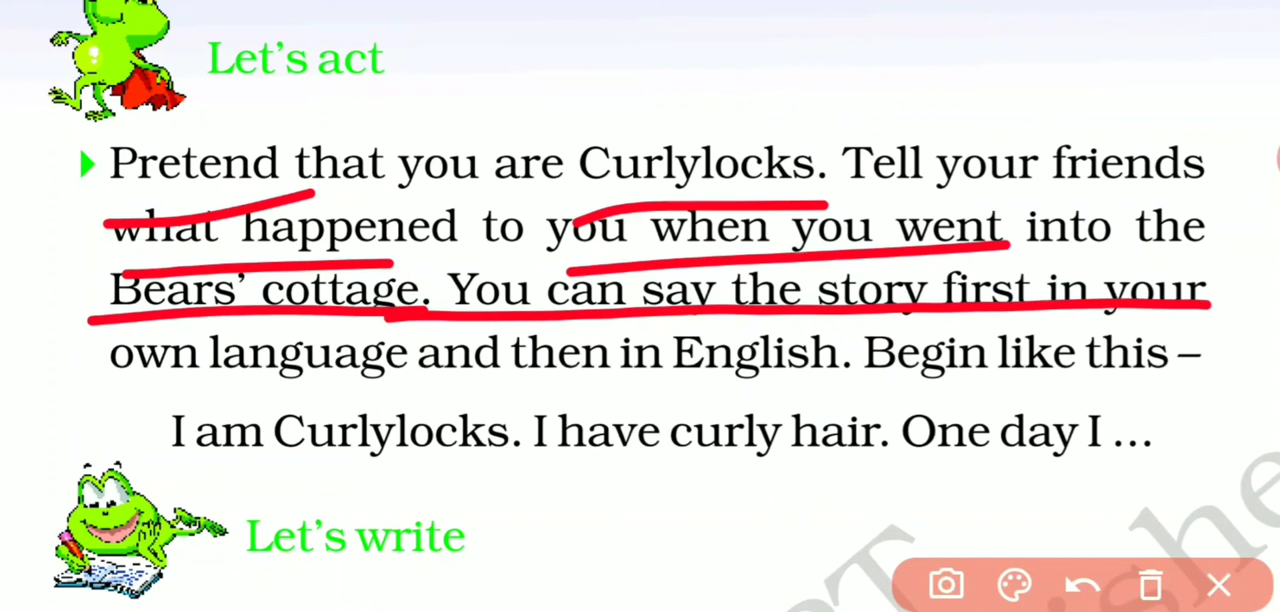 Let's act
Pretend that you are Curlylocks. Tell your friends
what happened to you when you went into the
Bears' cottage. You can say the story first in your
own language and then in English. Begin like this –
I am Curlylocks. I have curly hair. One day I ...
Let's write